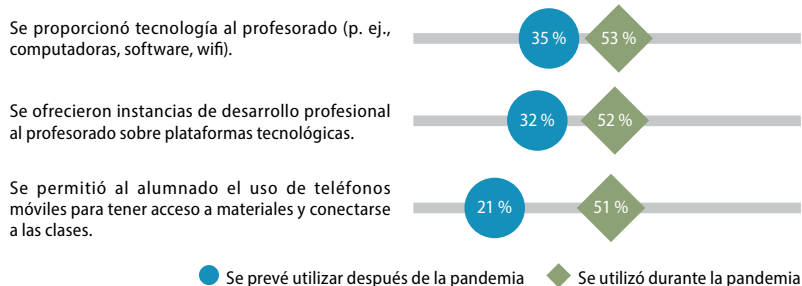 Se proporcionó tecnología al profesorado (p. ej.,
computadoras, software, wifi).
35 %
53 %
Se ofrecieron instancias de desarrollo profesional
al profesorado sobre plataformas tecnológicas.
32 %
52 %
Se permitió al alumnado el uso de teléfonos
móviles para tener acceso a materiales y conectarse
a las clases.
21 %
51 %
Se prevé utilizar después de la pandemia
Se utilizó durante la pandemia